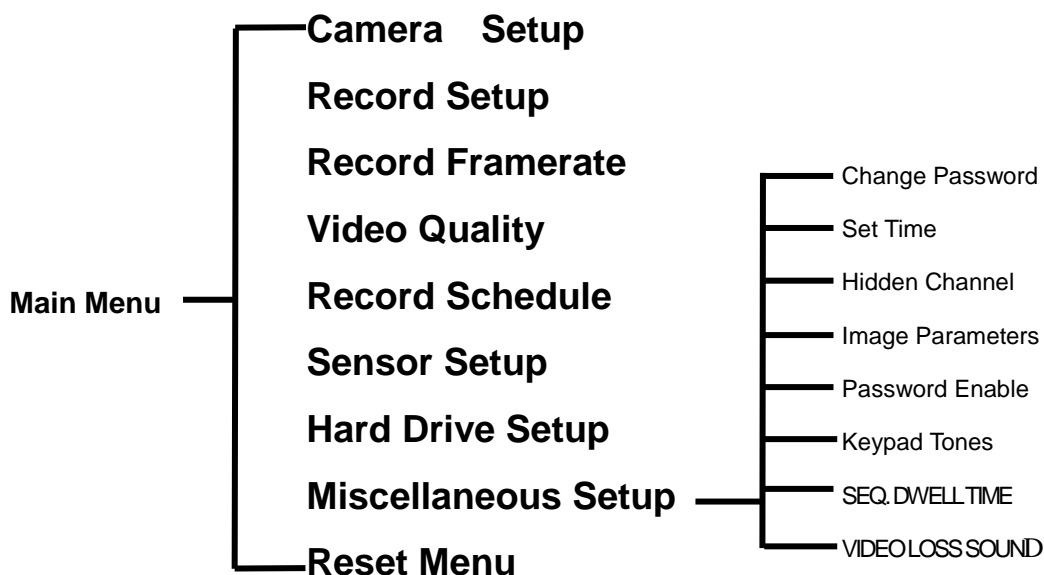 Main Menu
Camera Setup
Record Setup
Record Framerate
Video Quality
Record Schedule
Sensor Setup
Hard Drive Setup
Miscellaneous Setup
Reset Menu
Change Password
Set Time
Hidden Channel
Image Parameters
Password Enable
Keypad Tones
SEQ. DWELL TIME
VIDEO LOSS SOUND